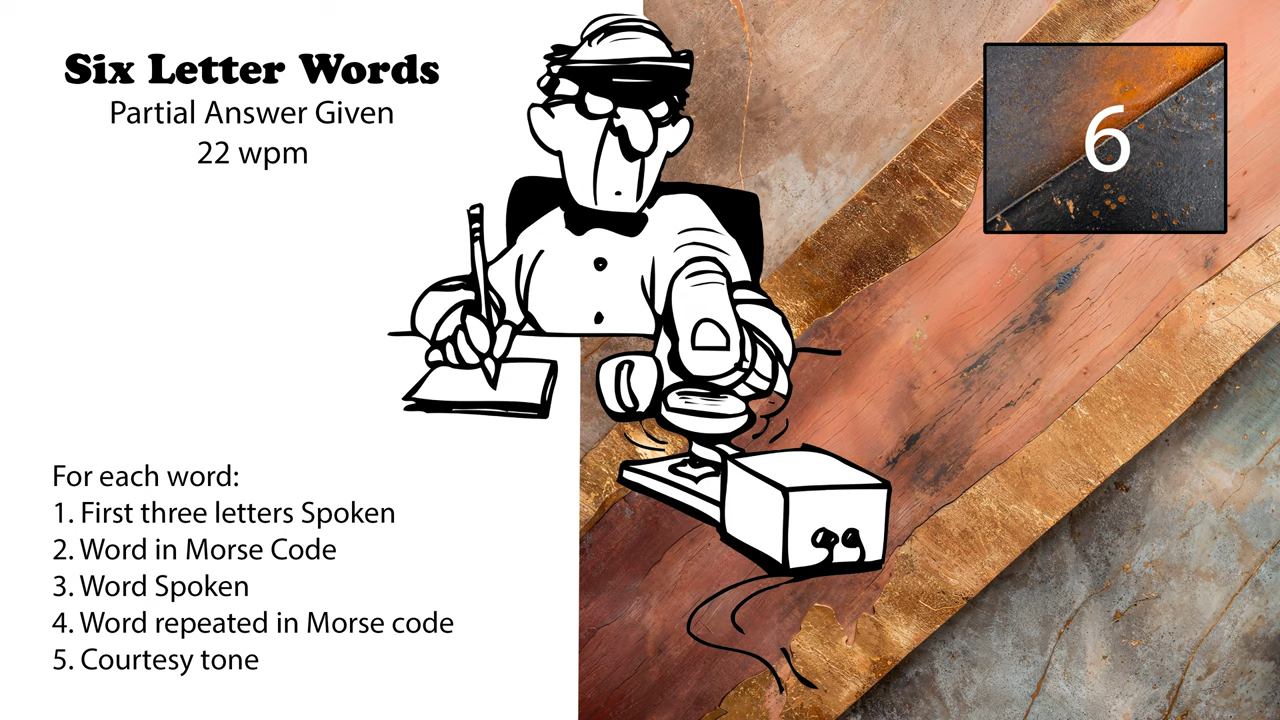 Six Letter Words
Partial Answer Given
22 wpm
6
For each word:
1. First three letters Spoken
2. Word in Morse Code
3. Word Spoken
4. Word repeated in Morse code
5. Courtesy tone